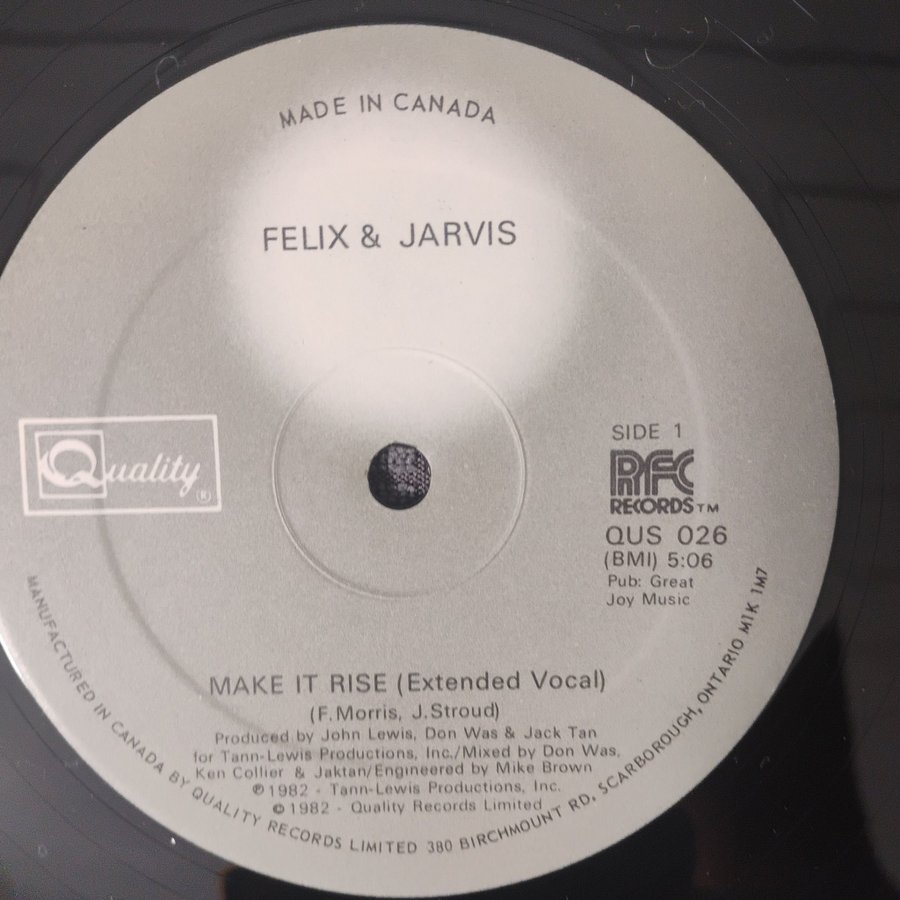 MADE IN CANADA
FELIX & JARVIS
Quality ®
SIDE 1
RFC
RECORDS™
QUS 026
(BMI) 5:06
Pub: Great
Joy Music
MAKE IT RISE (Extended Vocal)
(F. Morris, J. Stroud)
Produced by John Lewis, Don Was & Jack Tan
for Tann-Lewis Productions, Inc./Mixed by Don Was,
Ken Collier & Jaktan/Engineered by Mike Brown
℗ 1982 - Tann-Lewis Productions, Inc.
© 1982 - Quality Records Limited
MANUFACTURED IN CANADA BY QUALITY RECORDS LIMITED 380 BIRCHMOUNT RD. SCARBOROUGH, ONTARIO M1K 1M7